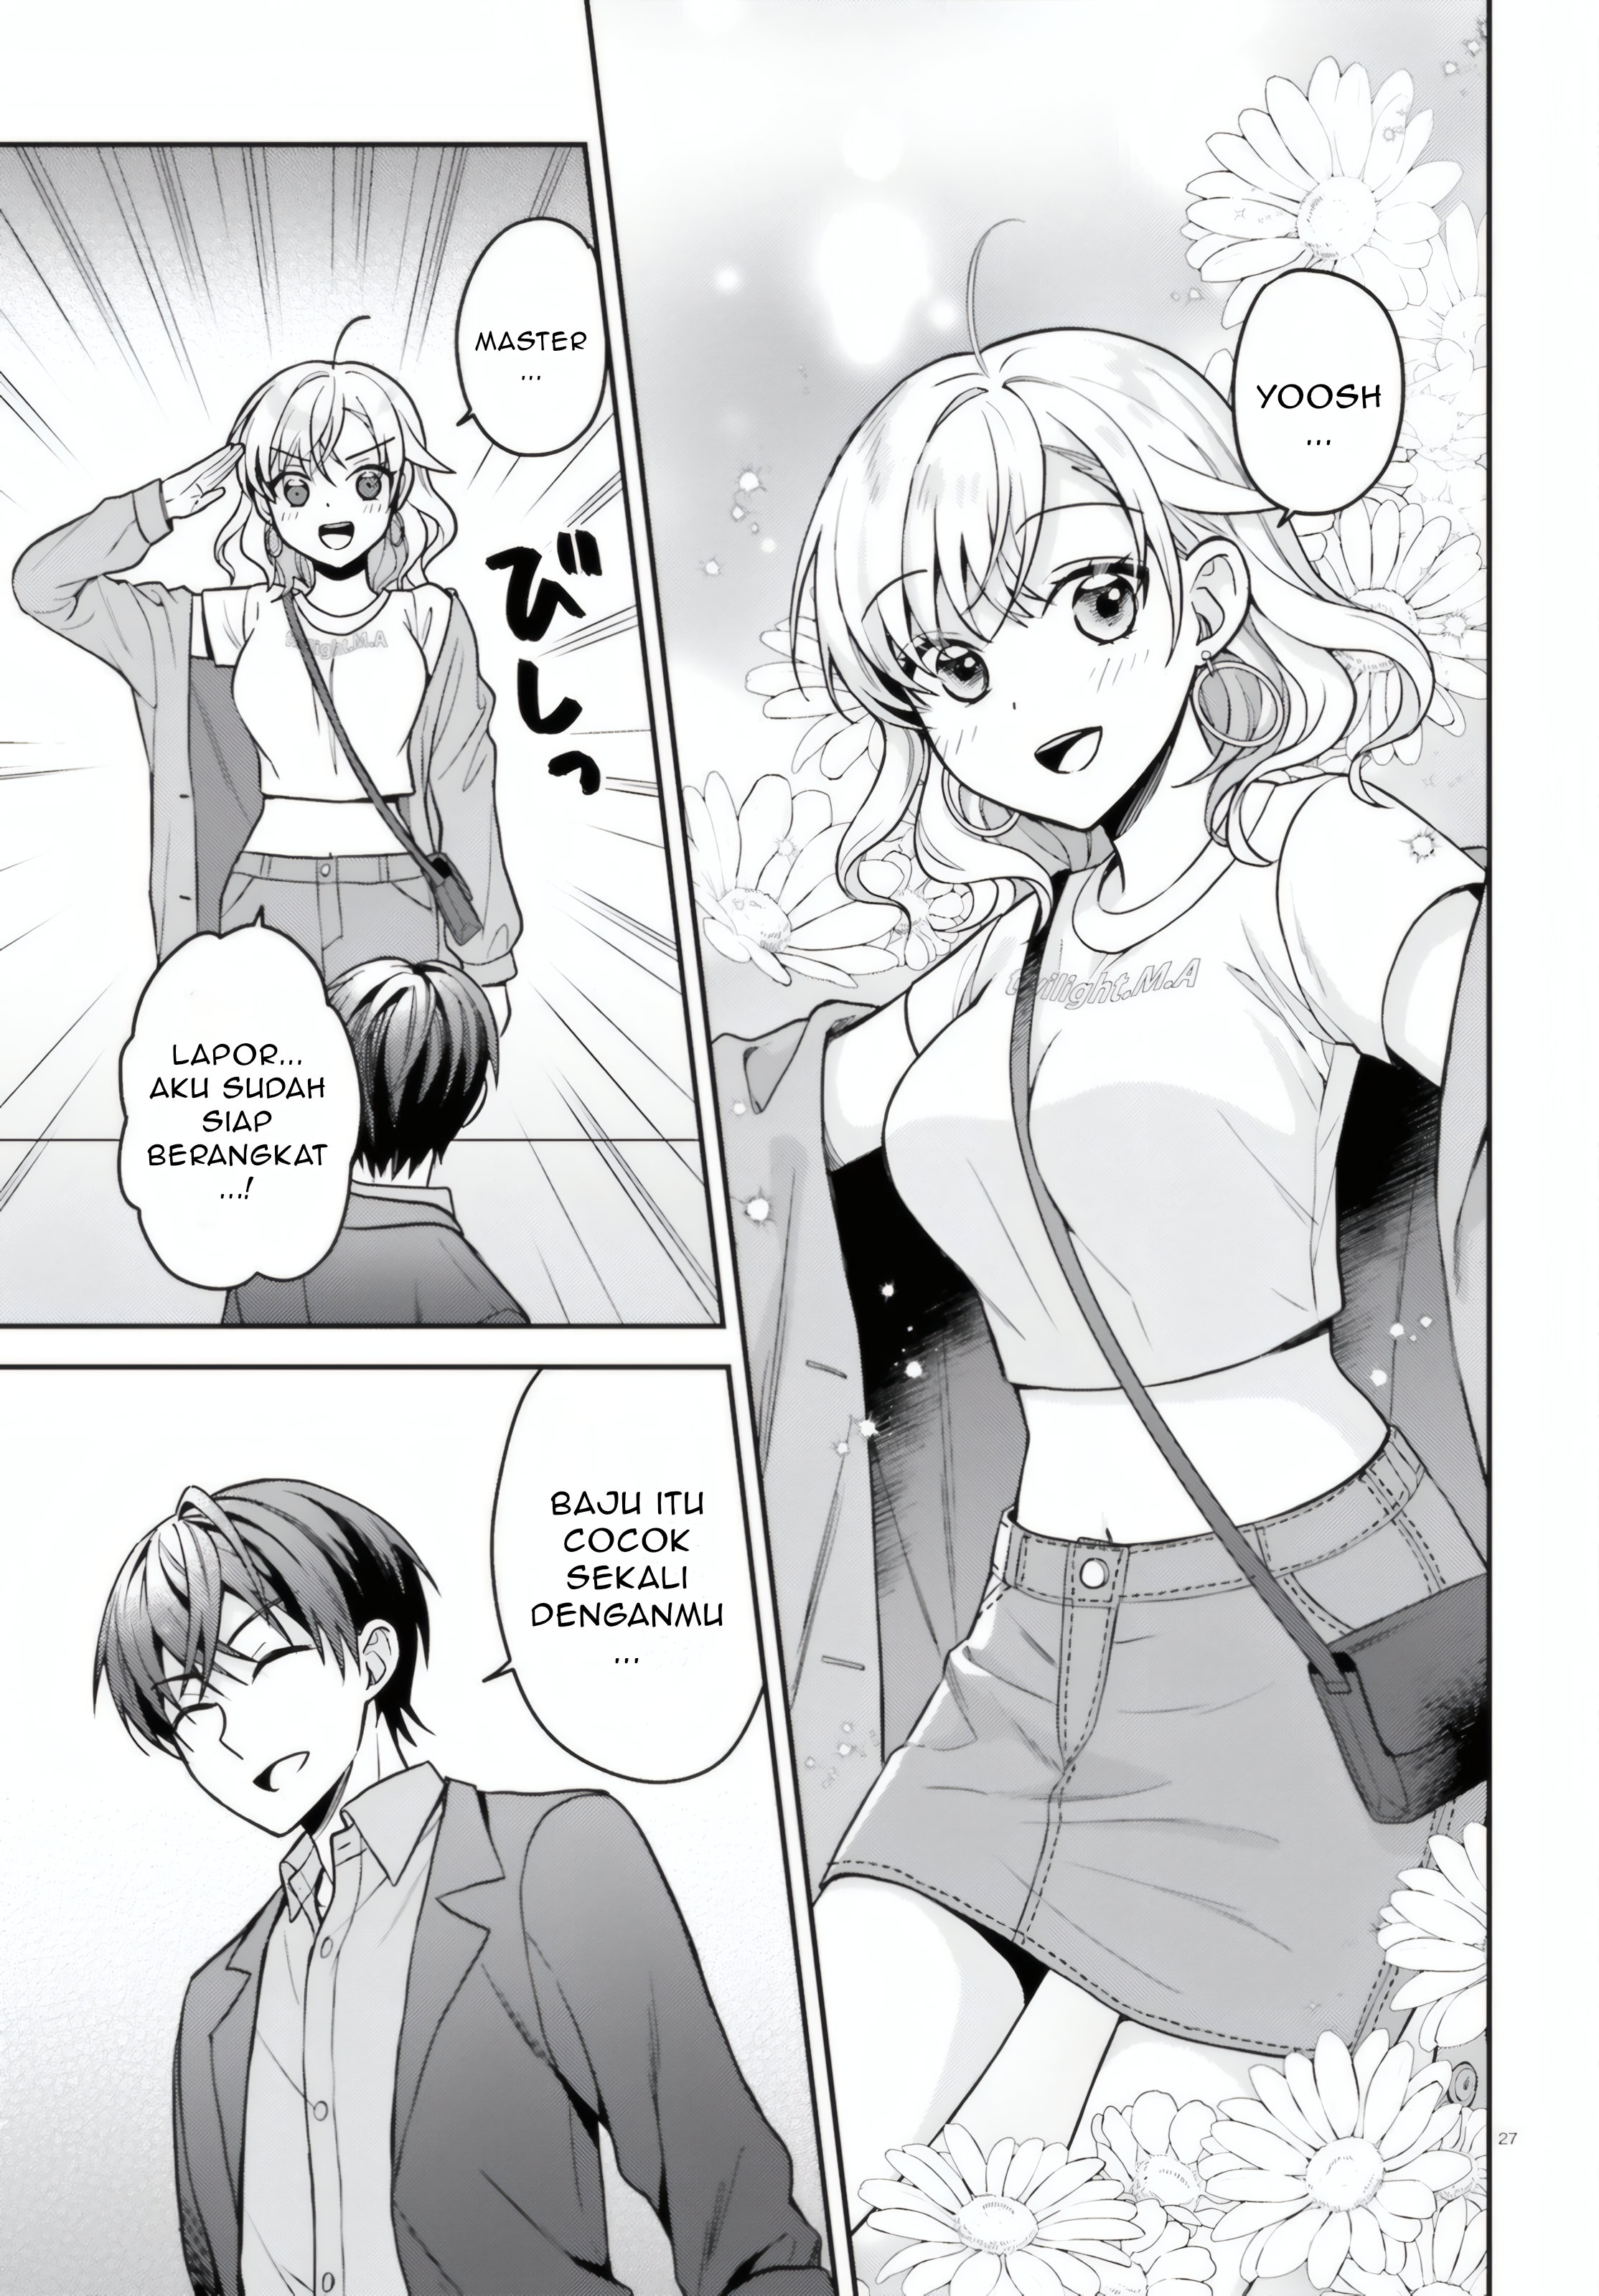 YOOSH
...
twilight.M.A
MASTER
...
twilight.M.A
びしっ
LAPOR...
AKU SUDAH
SIAP
BERANGKAT
...!
BAJU ITU
COCOK
SEKALI
DENGANMU
...
27